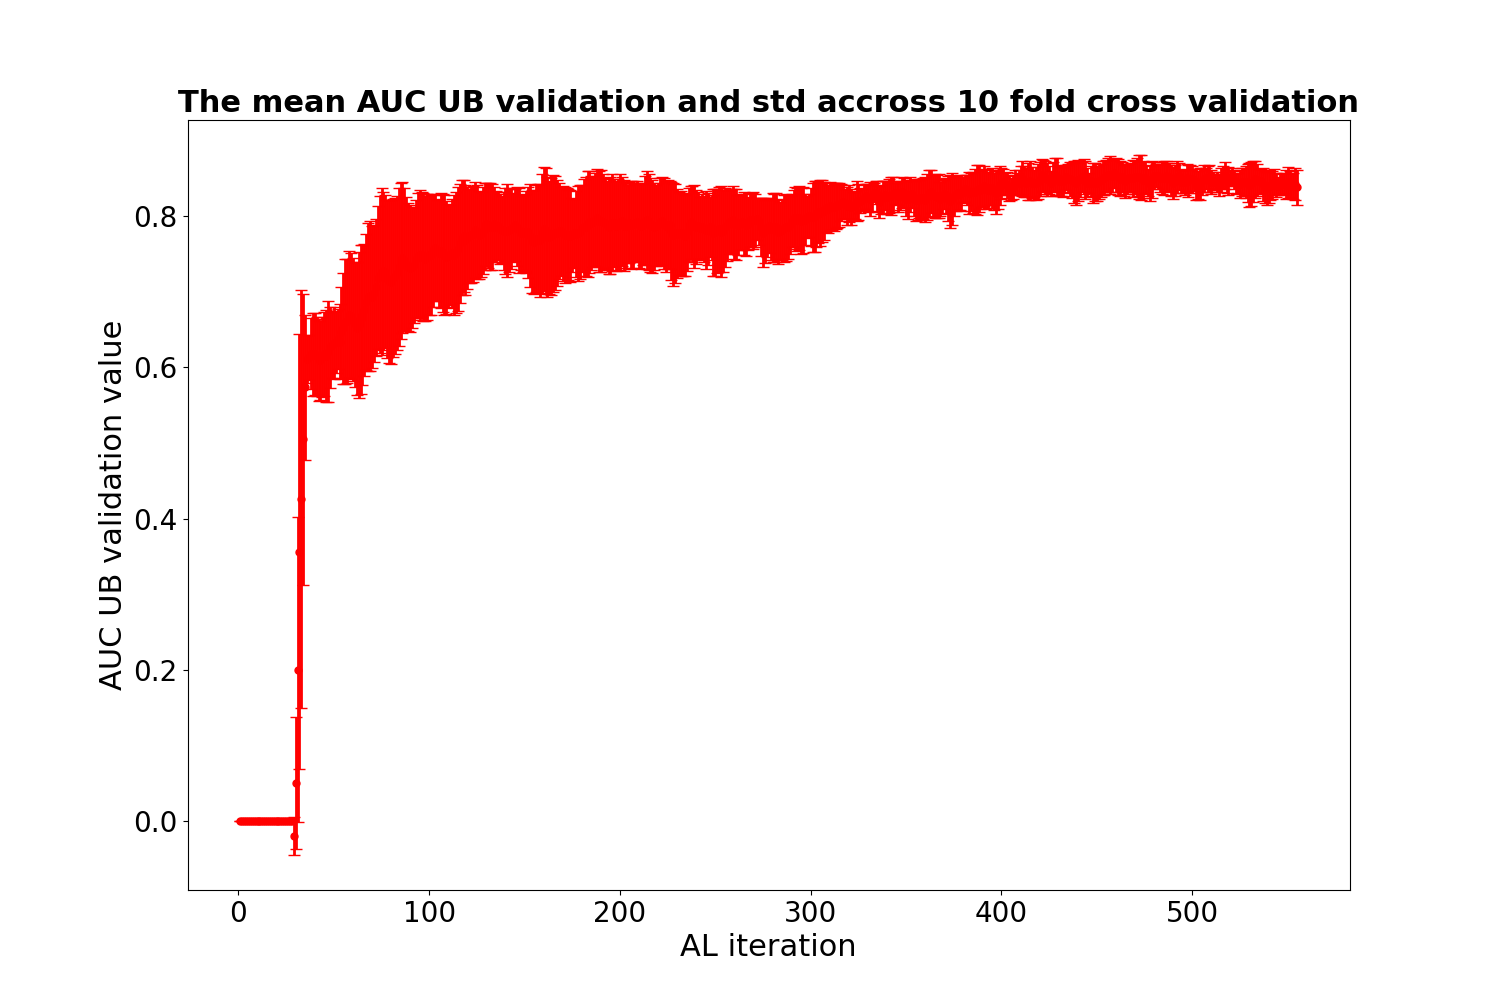 The mean AUC UB validation and std accross 10 fold cross validation
AUC UB validation value
0.8
0.6
0.4
0.2
0.0
0 100 200 300 400 500
AL iteration